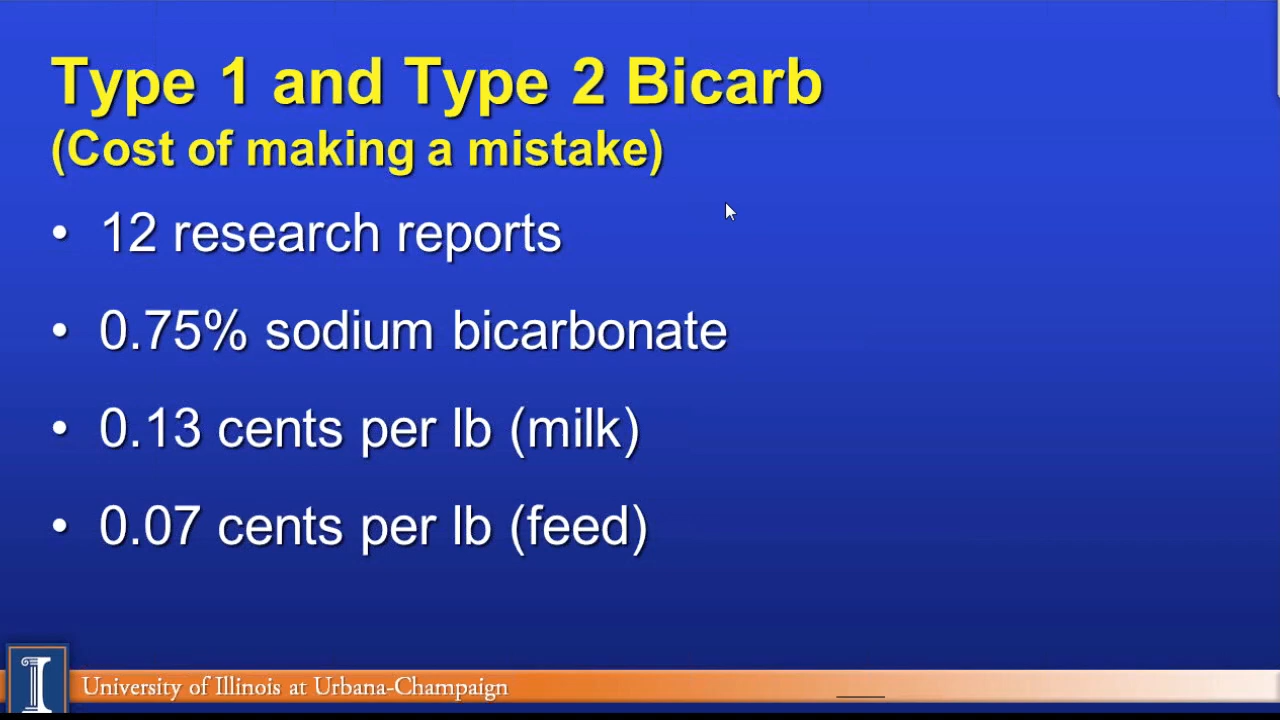 Type 1 and Type 2 Bicarb
(Cost of making a mistake)
• 12 research reports
• 0.75% sodium bicarbonate
• 0.13 cents per lb (milk)
• 0.07 cents per lb (feed)
I
University of Illinois at Urbana-Champaign